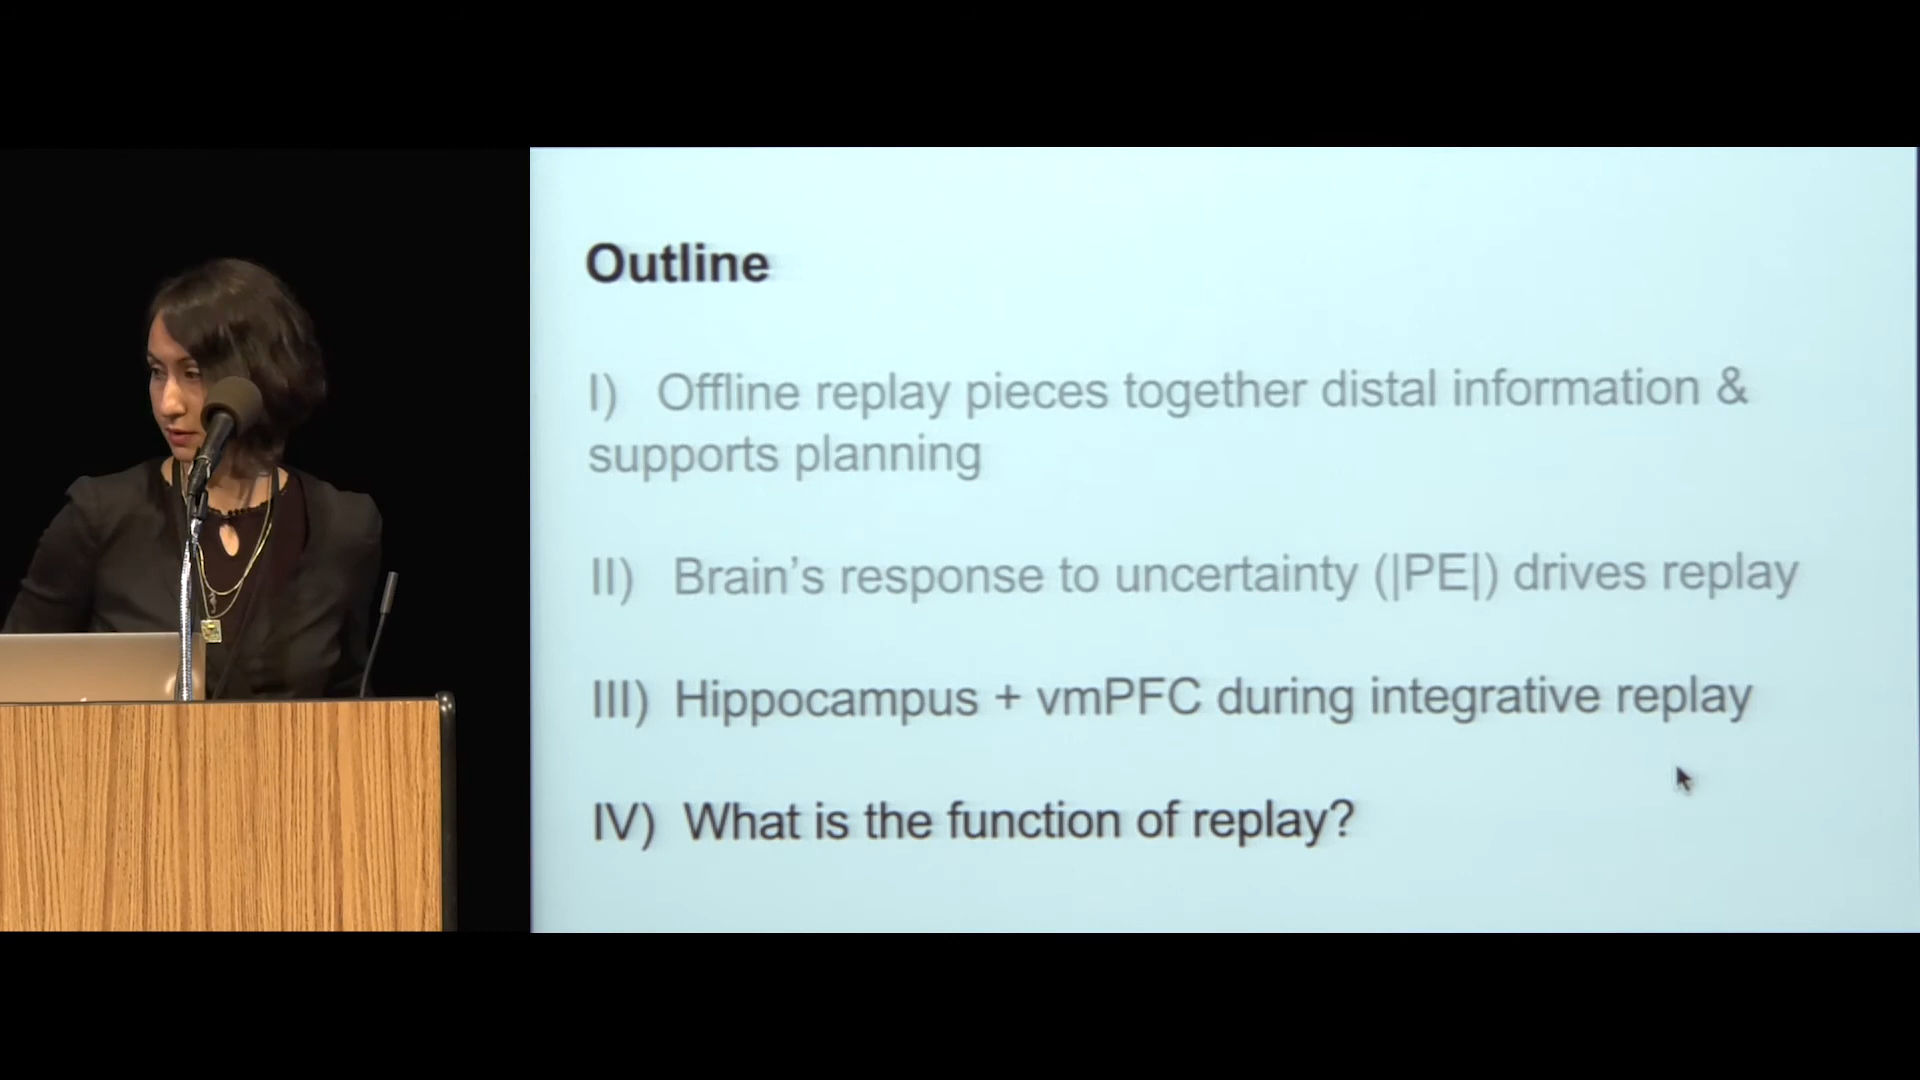 Outline
I) Offline replay pieces together distal information &
supports planning
II) Brain’s response to uncertainty (|PE|) drives replay
III) Hippocampus + vmPFC during integrative replay
IV) What is the function of replay?